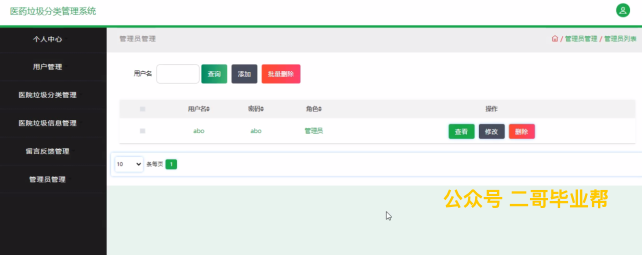 医药垃圾分类管理系统
个人中心
管理员管理
/ 管理员管理 / 管理员列表
用户管理
用户名 查询 添加 批量删除
医院垃圾分类管理
用户名 密码 角色 操作
医院垃圾信息管理
abo abo 管理员 查看 修改 删除
留言反馈管理
10 条每页 1
管理员管理
公众号 二哥毕业帮